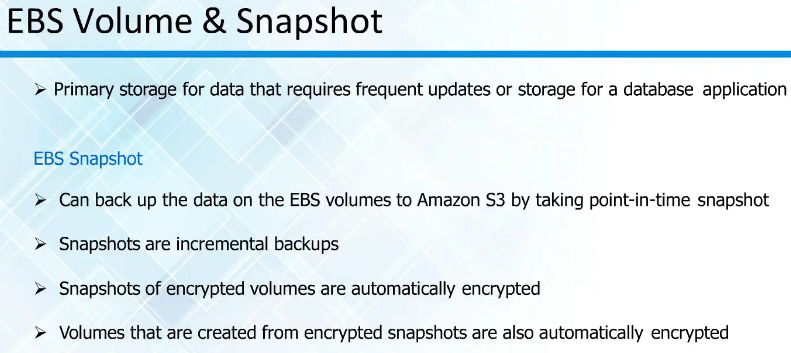 EBS Volume & Snapshot
➢ Primary storage for data that requires frequent updates or storage for a database application
EBS Snapshot
➢ Can back up the data on the EBS volumes to Amazon S3 by taking point-in-time snapshot
➢ Snapshots are incremental backups
➢ Snapshots of encrypted volumes are automatically encrypted
➢ Volumes that are created from encrypted snapshots are also automatically encrypted